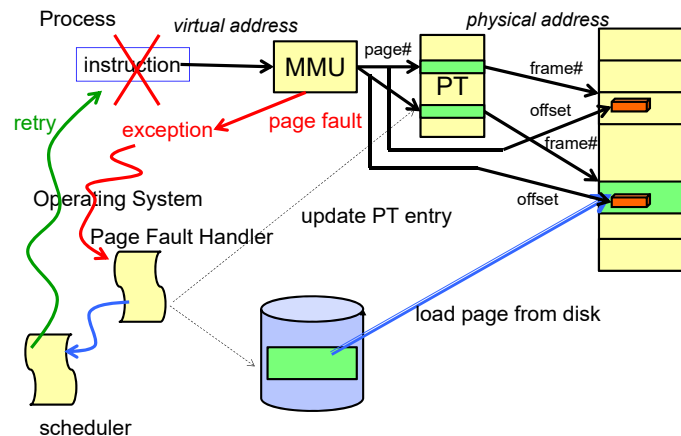 Process
virtual address
physical address
instruction
MMU
page#
PT
frame#
offset
retry
exception
page fault
frame#
Operating System
offset
update PT entry
Page Fault Handler
load page from disk
scheduler